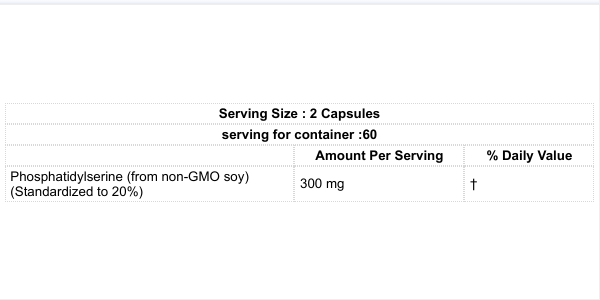 Serving Size : 2 Capsules
serving for container :60
Amount Per Serving % Daily Value
Phosphatidylserine (from non-GMO soy)
(Standardized to 20%) 300 mg †